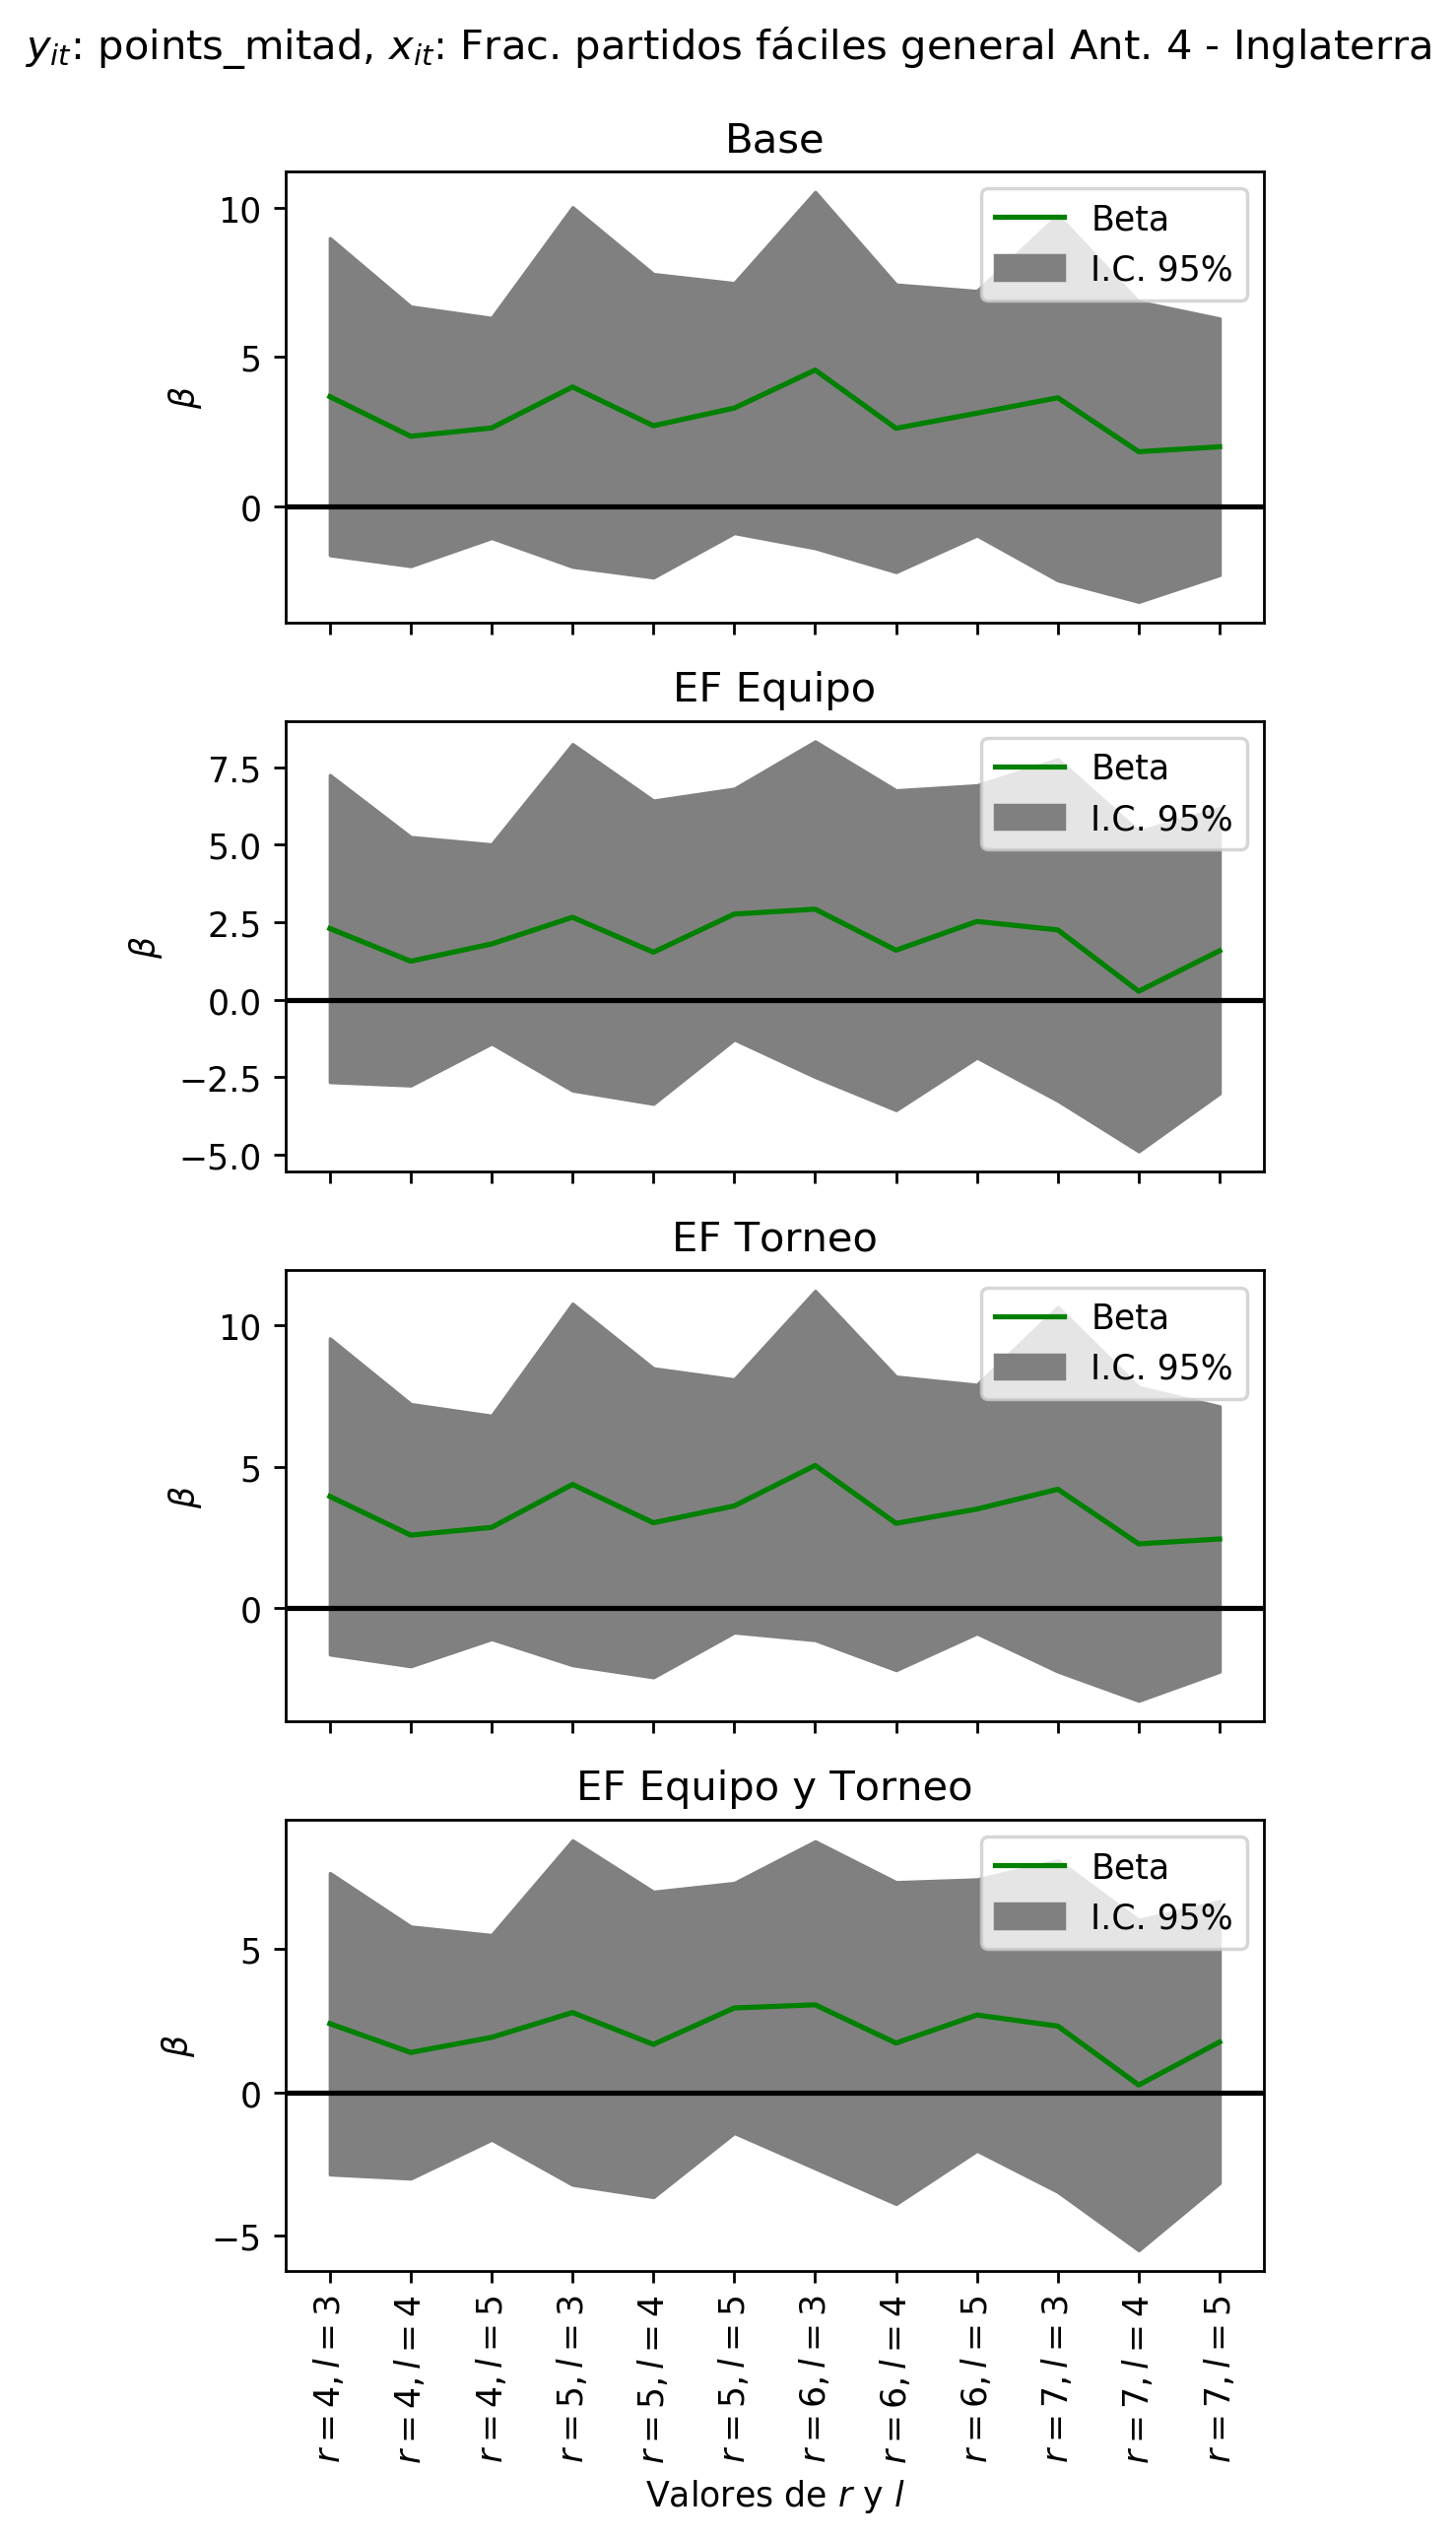 y_it: points_mitad, x_it: Frac. partidos fáciles general Ant. 4 - Inglaterra
Base
10
5
0
β
Beta
I.C. 95%
EF Equipo
7.5
5.0
2.5
0.0
−2.5
−5.0
β
Beta
I.C. 95%
EF Torneo
10
5
0
β
Beta
I.C. 95%
EF Equipo y Torneo
5
0
−5
β
Beta
I.C. 95%
r = 4, l = 3
r = 4, l = 4
r = 4, l = 5
r = 5, l = 3
r = 5, l = 4
r = 5, l = 5
r = 6, l = 3
r = 6, l = 4
r = 6, l = 5
r = 7, l = 3
r = 7, l = 4
r = 7, l = 5
Valores de r y l